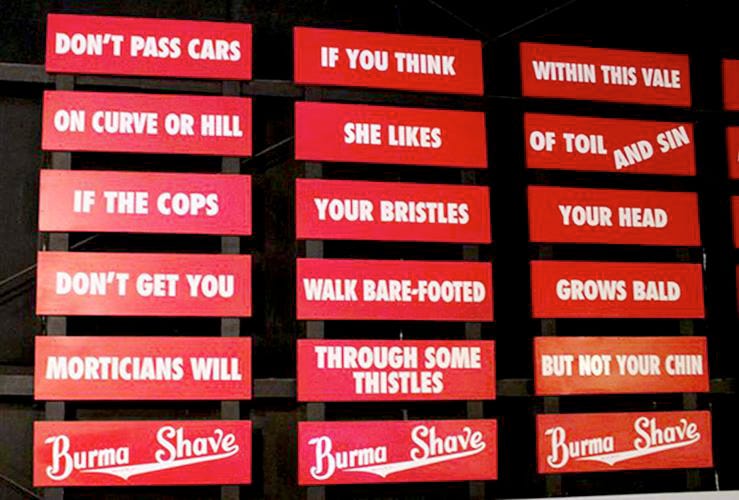 DON'T PASS CARS
ON CURVE OR HILL
IF THE COPS
DON'T GET YOU
MORTICIANS WILL
Burma Shave
IF YOU THINK
SHE LIKES
YOUR BRISTLES
WALK BARE-FOOTED
THROUGH SOME
THISTLES
Burma Shave
WITHIN THIS VALE
OF TOIL AND SIN
YOUR HEAD
GROWS BALD
BUT NOT YOUR CHIN
Burma Shave